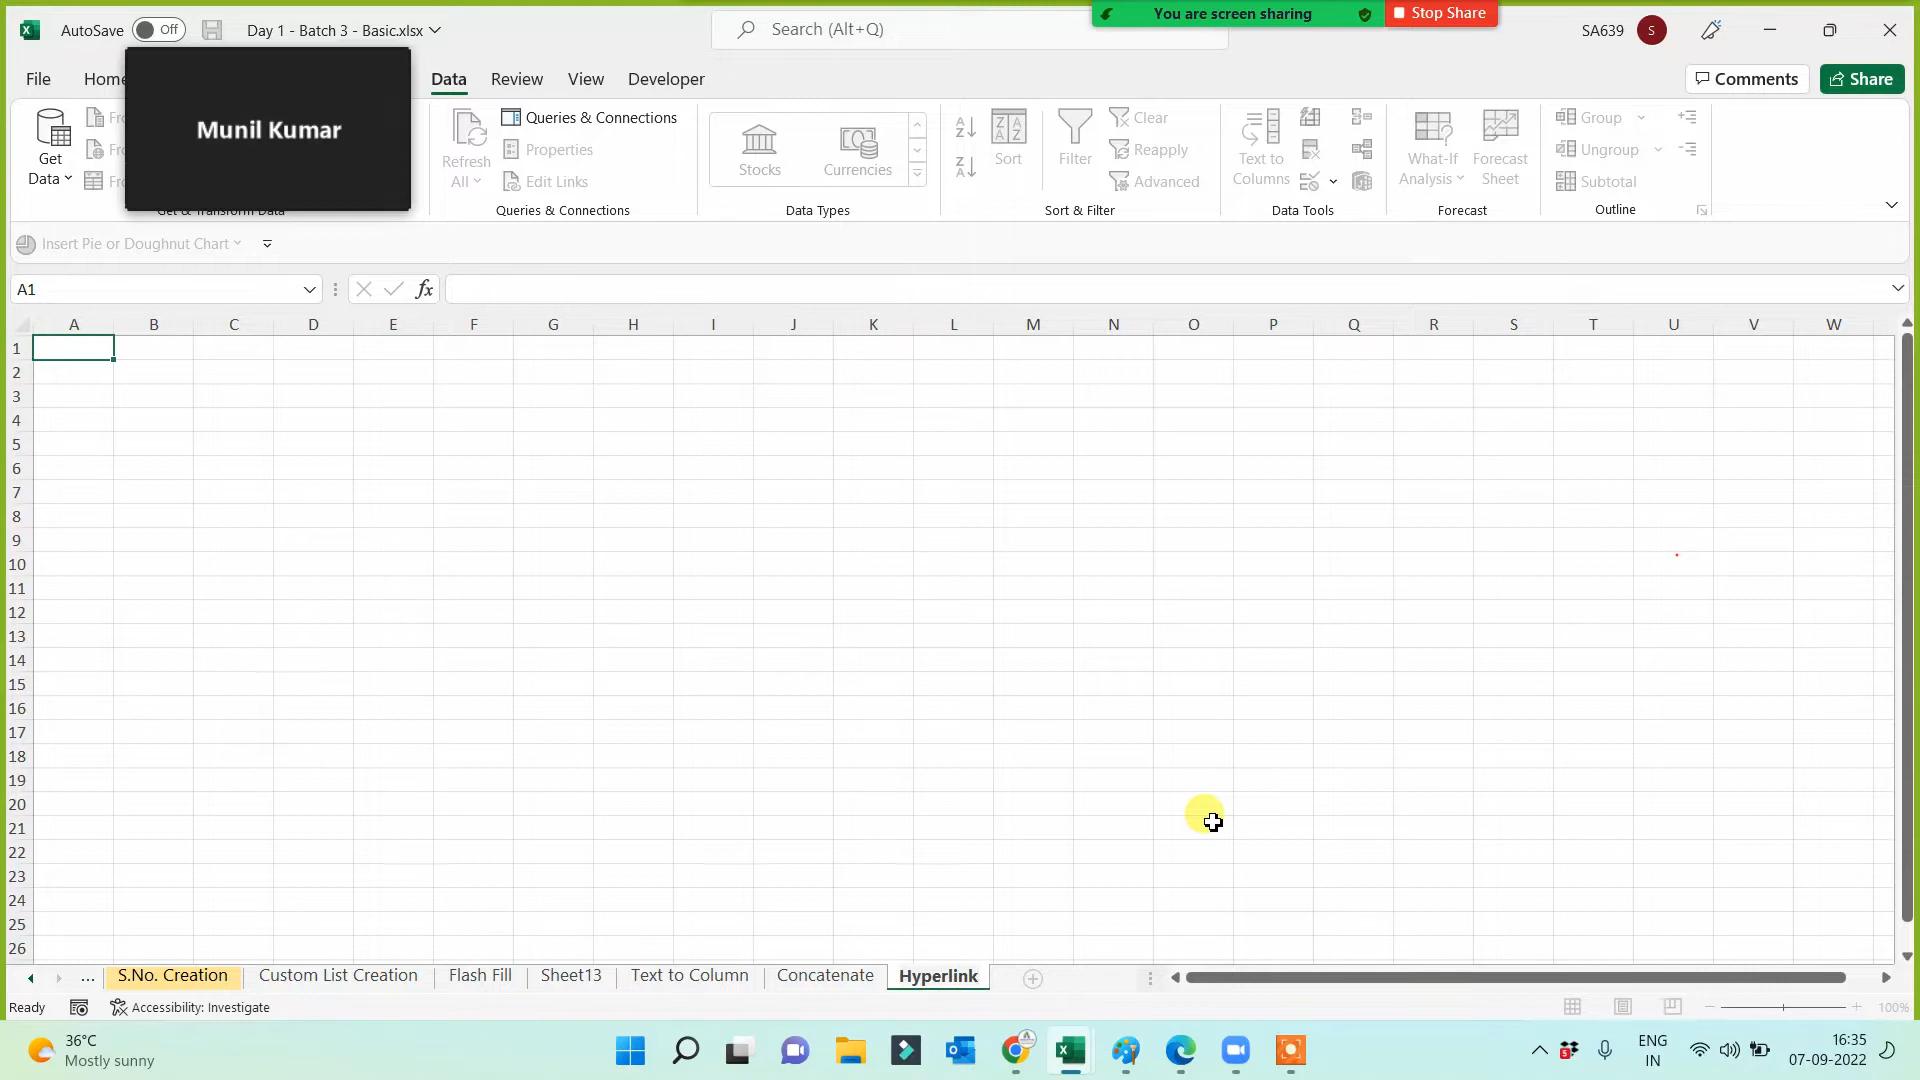 You are screen sharing
Stop Share
AutoSave
Off
Day 1 - Batch 3 - Basic.xlsx
Search (Alt+Q)
SA639
S
File
Home
Data
Review
View
Developer
Comments
Share
Munil Kumar
Get
Data
Refresh
All
Queries & Connections
Properties
Edit Links
Stocks
Currencies
Sort
Filter
Clear
Reapply
Advanced
Text to
Columns
What-If
Analysis
Forecast
Sheet
Group
Ungroup
Subtotal
Get & Transform Data
Queries & Connections
Data Types
Sort & Filter
Data Tools
Forecast
Outline
Insert Pie or Doughnut Chart
A1
fx
A B C D E F G H I J K L M N O P Q R S T U V W
1
2
3
4
5
6
7
8
9
10
11
12
13
14
15
16
17
18
19
20
21
22
23
24
25
26
... S.No. Creation Custom List Creation Flash Fill Sheet13 Text to Column Concatenate Hyperlink
Ready
Accessibility: Investigate
100%
36°C
Mostly sunny
ENG
IN
16:35
07-09-2022